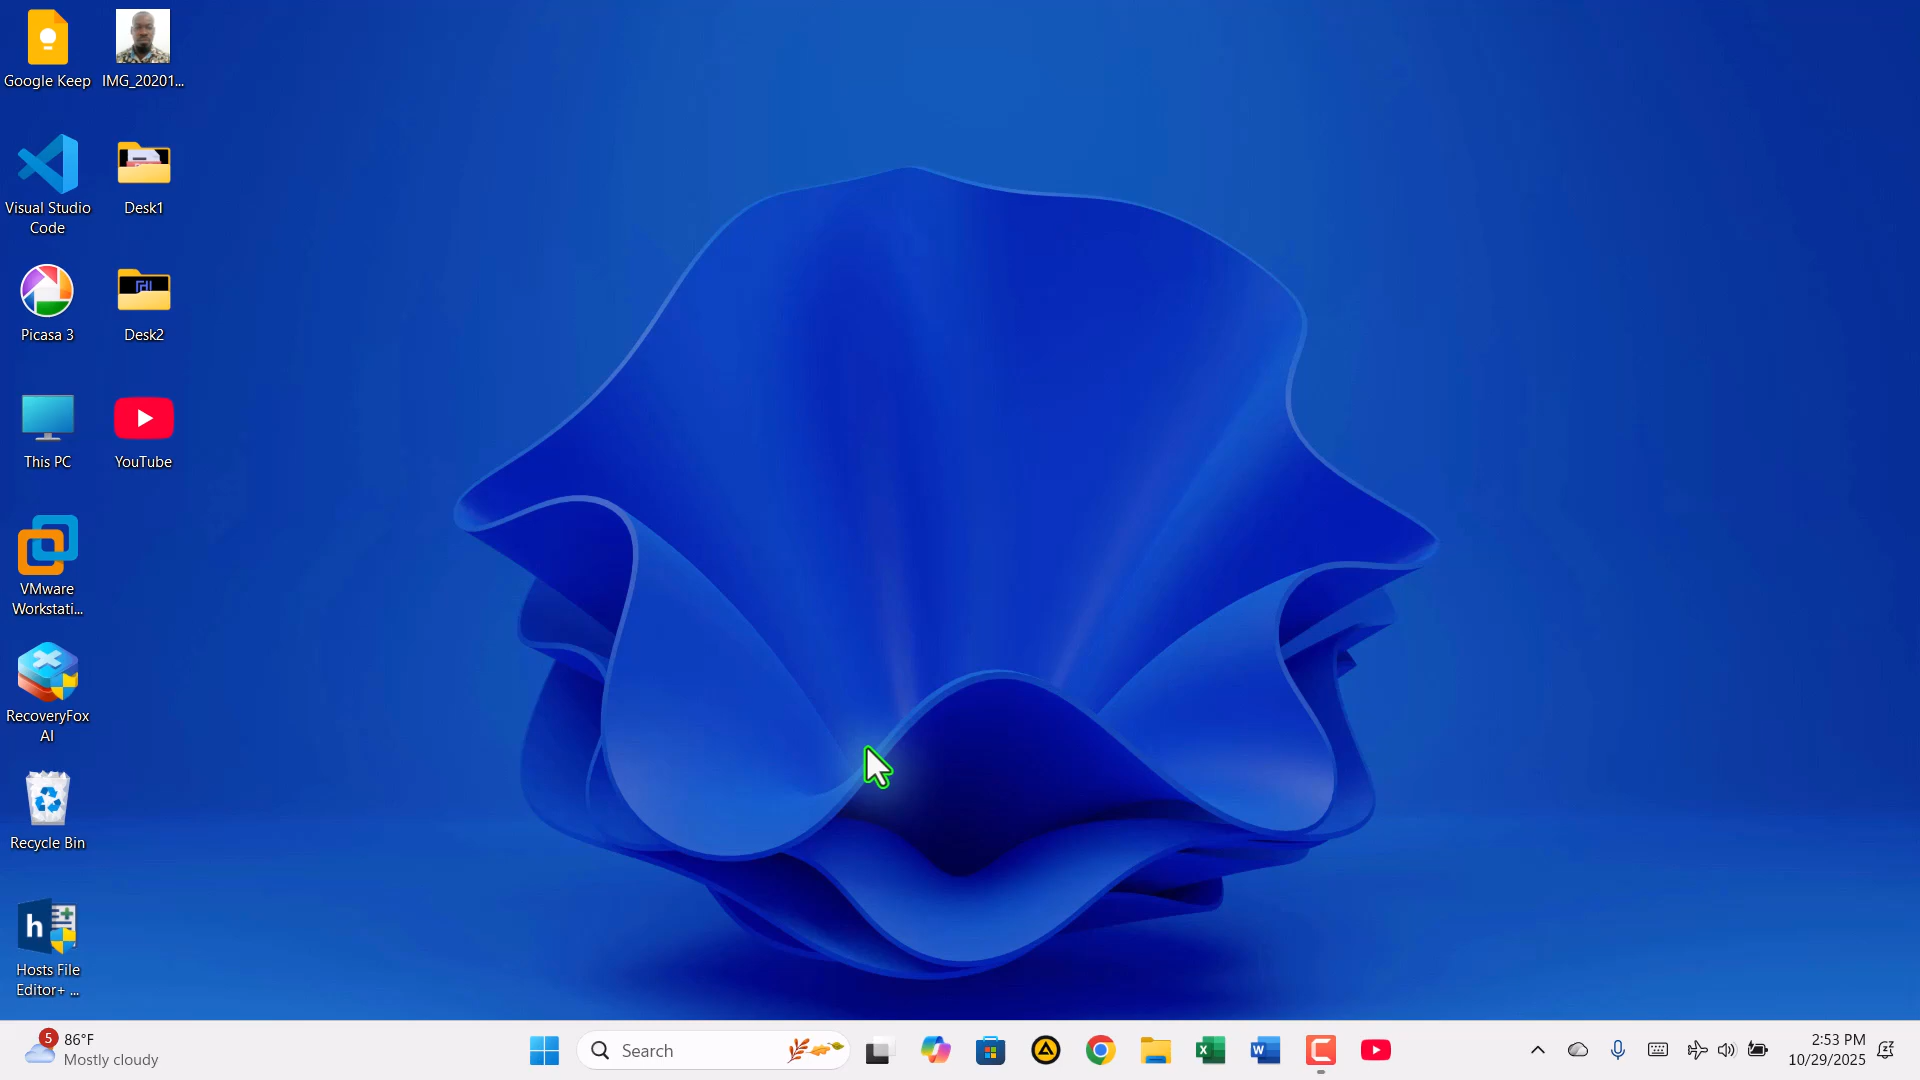 Google Keep
IMG_20201...
Visual Studio
Code
Desk1
Picasa 3
Desk2
This PC
YouTube
VMware
Workstati...
RecoveryFox
AI
Recycle Bin
h
Hosts File
Editor+ ...
5
86°F
Mostly cloudy
Search
X
W
C
2:53 PM
10/29/2025